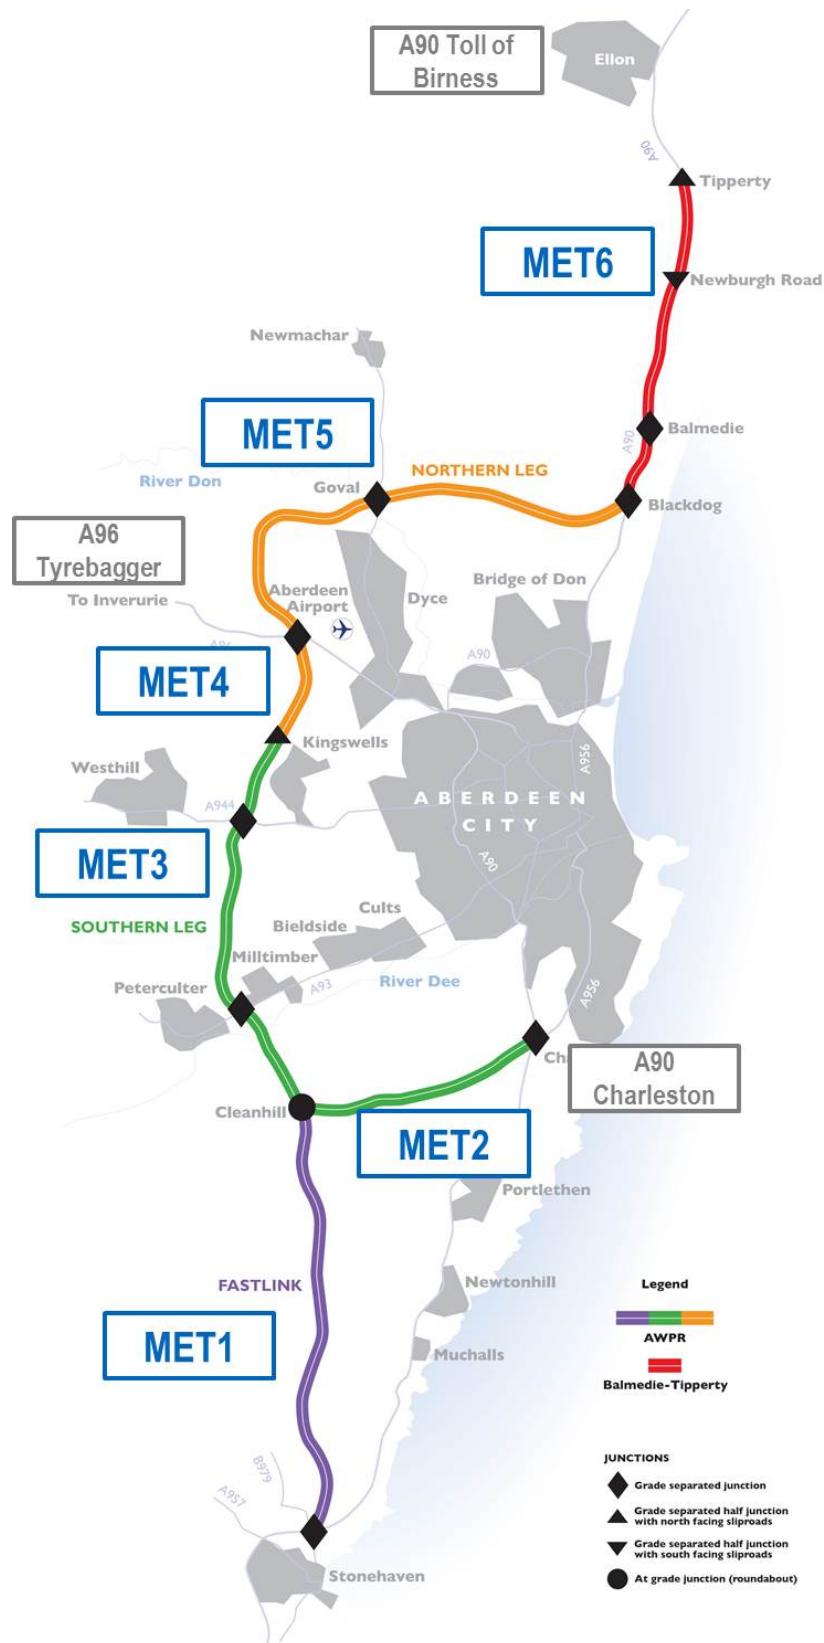 A90 Toll of
Birness
Ellon
A90
Tipperty
MET6
Newburgh Road
Newmachar
MET5
Balmedie
A90
NORTHERN LEG
River Don
Goval
Blackdog
A96
Tyrebagger
Bridge of Don
Aberdeen
Airport
Dyce
To Inverurie
A90
MET4
Kingswells
Westhill
A956
A944
ABERDEEN
CITY
MET3
A90
Cults
SOUTHERN LEG
Bieldside
Milltimber
Peterculter
A93
River Dee
A956
A90
Charleston
Cleanhill
MET2
Portlethen
FASTLINK
Newtonhill
Legend
AWPR
MET1
Muchalls
Balmedie-Tipperty
B979
A957
JUNCTIONS
Grade separated junction
Grade separated half junction
with north facing sliproads
Grade separated half junction
with south facing sliproads
At grade junction (roundabout)
Stonehaven